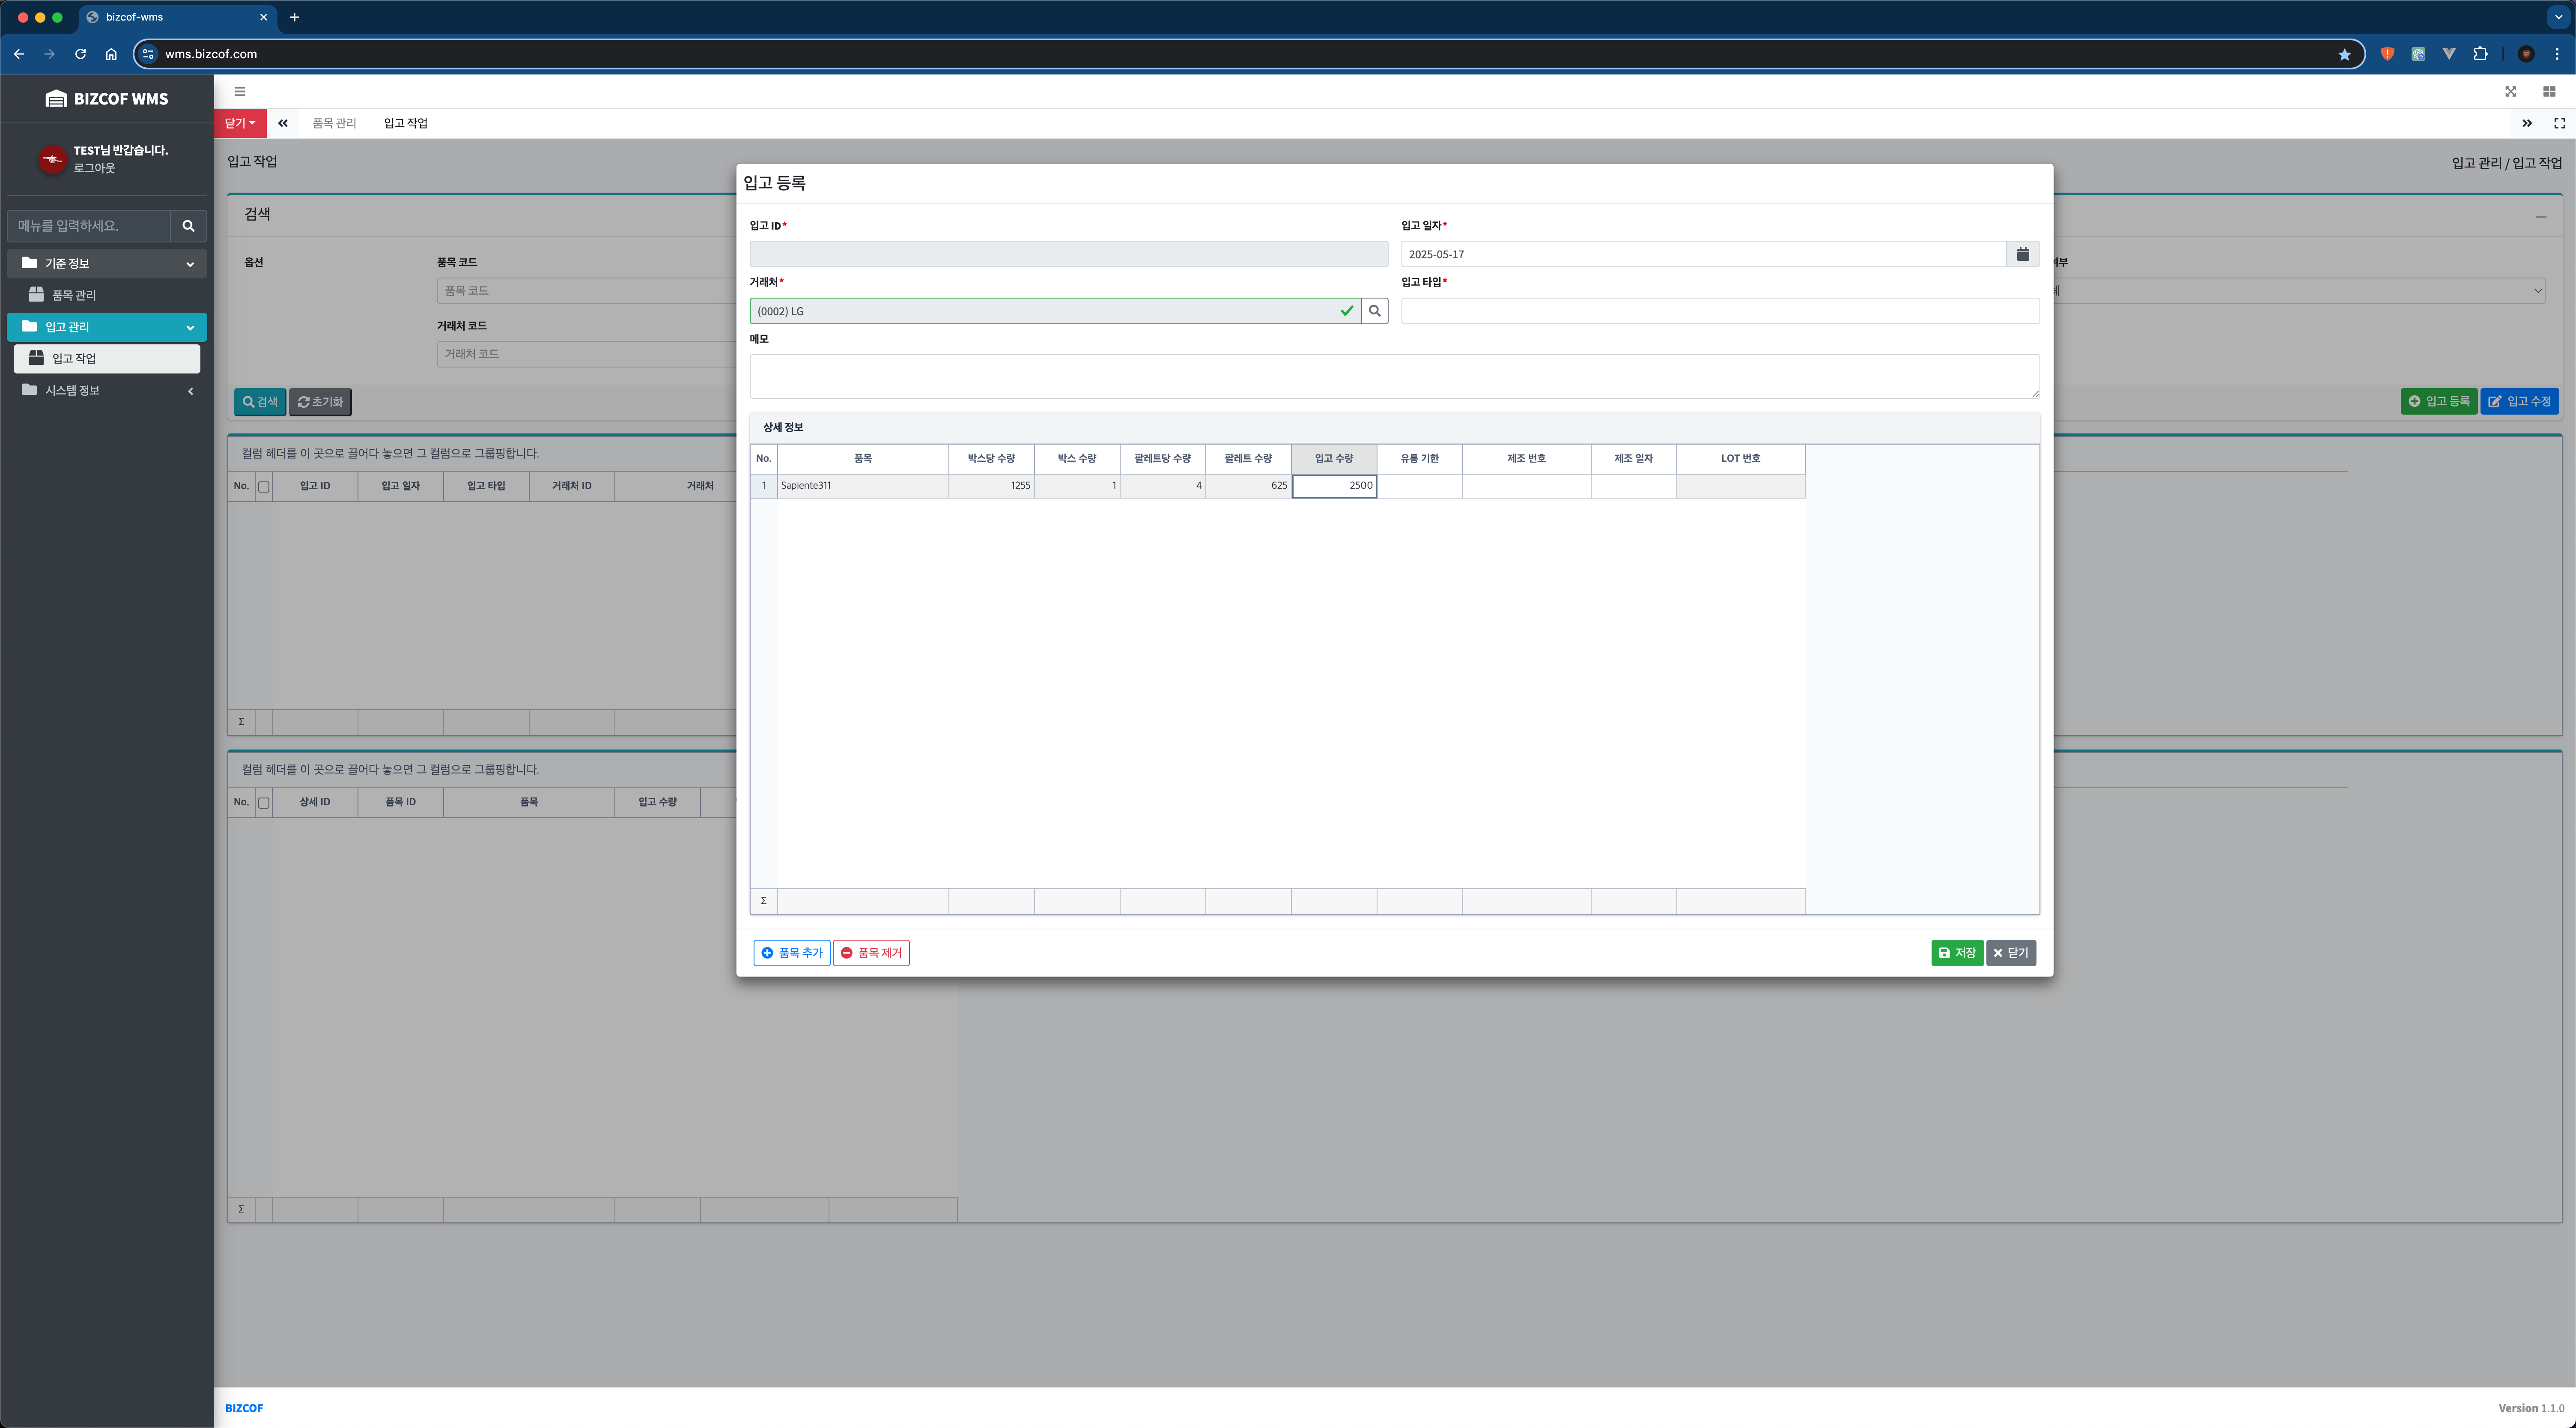 bizcof-wms
wms.bizcof.com
BIZCOF WMS
TEST님 반갑습니다.
로그아웃
메뉴를 입력하세요.
기준 정보
품목 관리
입고 관리
입고 작업
시스템 정보
닫기 품목 관리 입고 작업
입고 작업
입고 관리 / 입고 작업
검색
옵션 품목 코드
품목 코드
거래처 코드
거래처 코드
검색 초기화
입고 등록 입고 수정
컬럼 헤더를 이 곳으로 끌어다 놓으면 그 컬럼으로 그룹핑합니다.
No. 입고 ID 입고 일자 입고 타입 거래처 ID 거래처
Σ
컬럼 헤더를 이 곳으로 끌어다 놓으면 그 컬럼으로 그룹핑합니다.
No. 상세 ID 품목 ID 품목 입고 수량
Σ
입고 등록
입고 ID* 입고 일자*
2025-05-17
거래처* 입고 타입*
(0002) LG
메모
상세 정보
No. 품목 박스당 수량 박스 수량 팔레트당 수량 팔레트 수량 입고 수량 유통 기한 제조 번호 제조 일자 LOT 번호
1 Sapiente311 1255 1 4 625 2500
Σ
품목 추가 품목 제거
저장 닫기
BIZCOF
Version 1.1.0